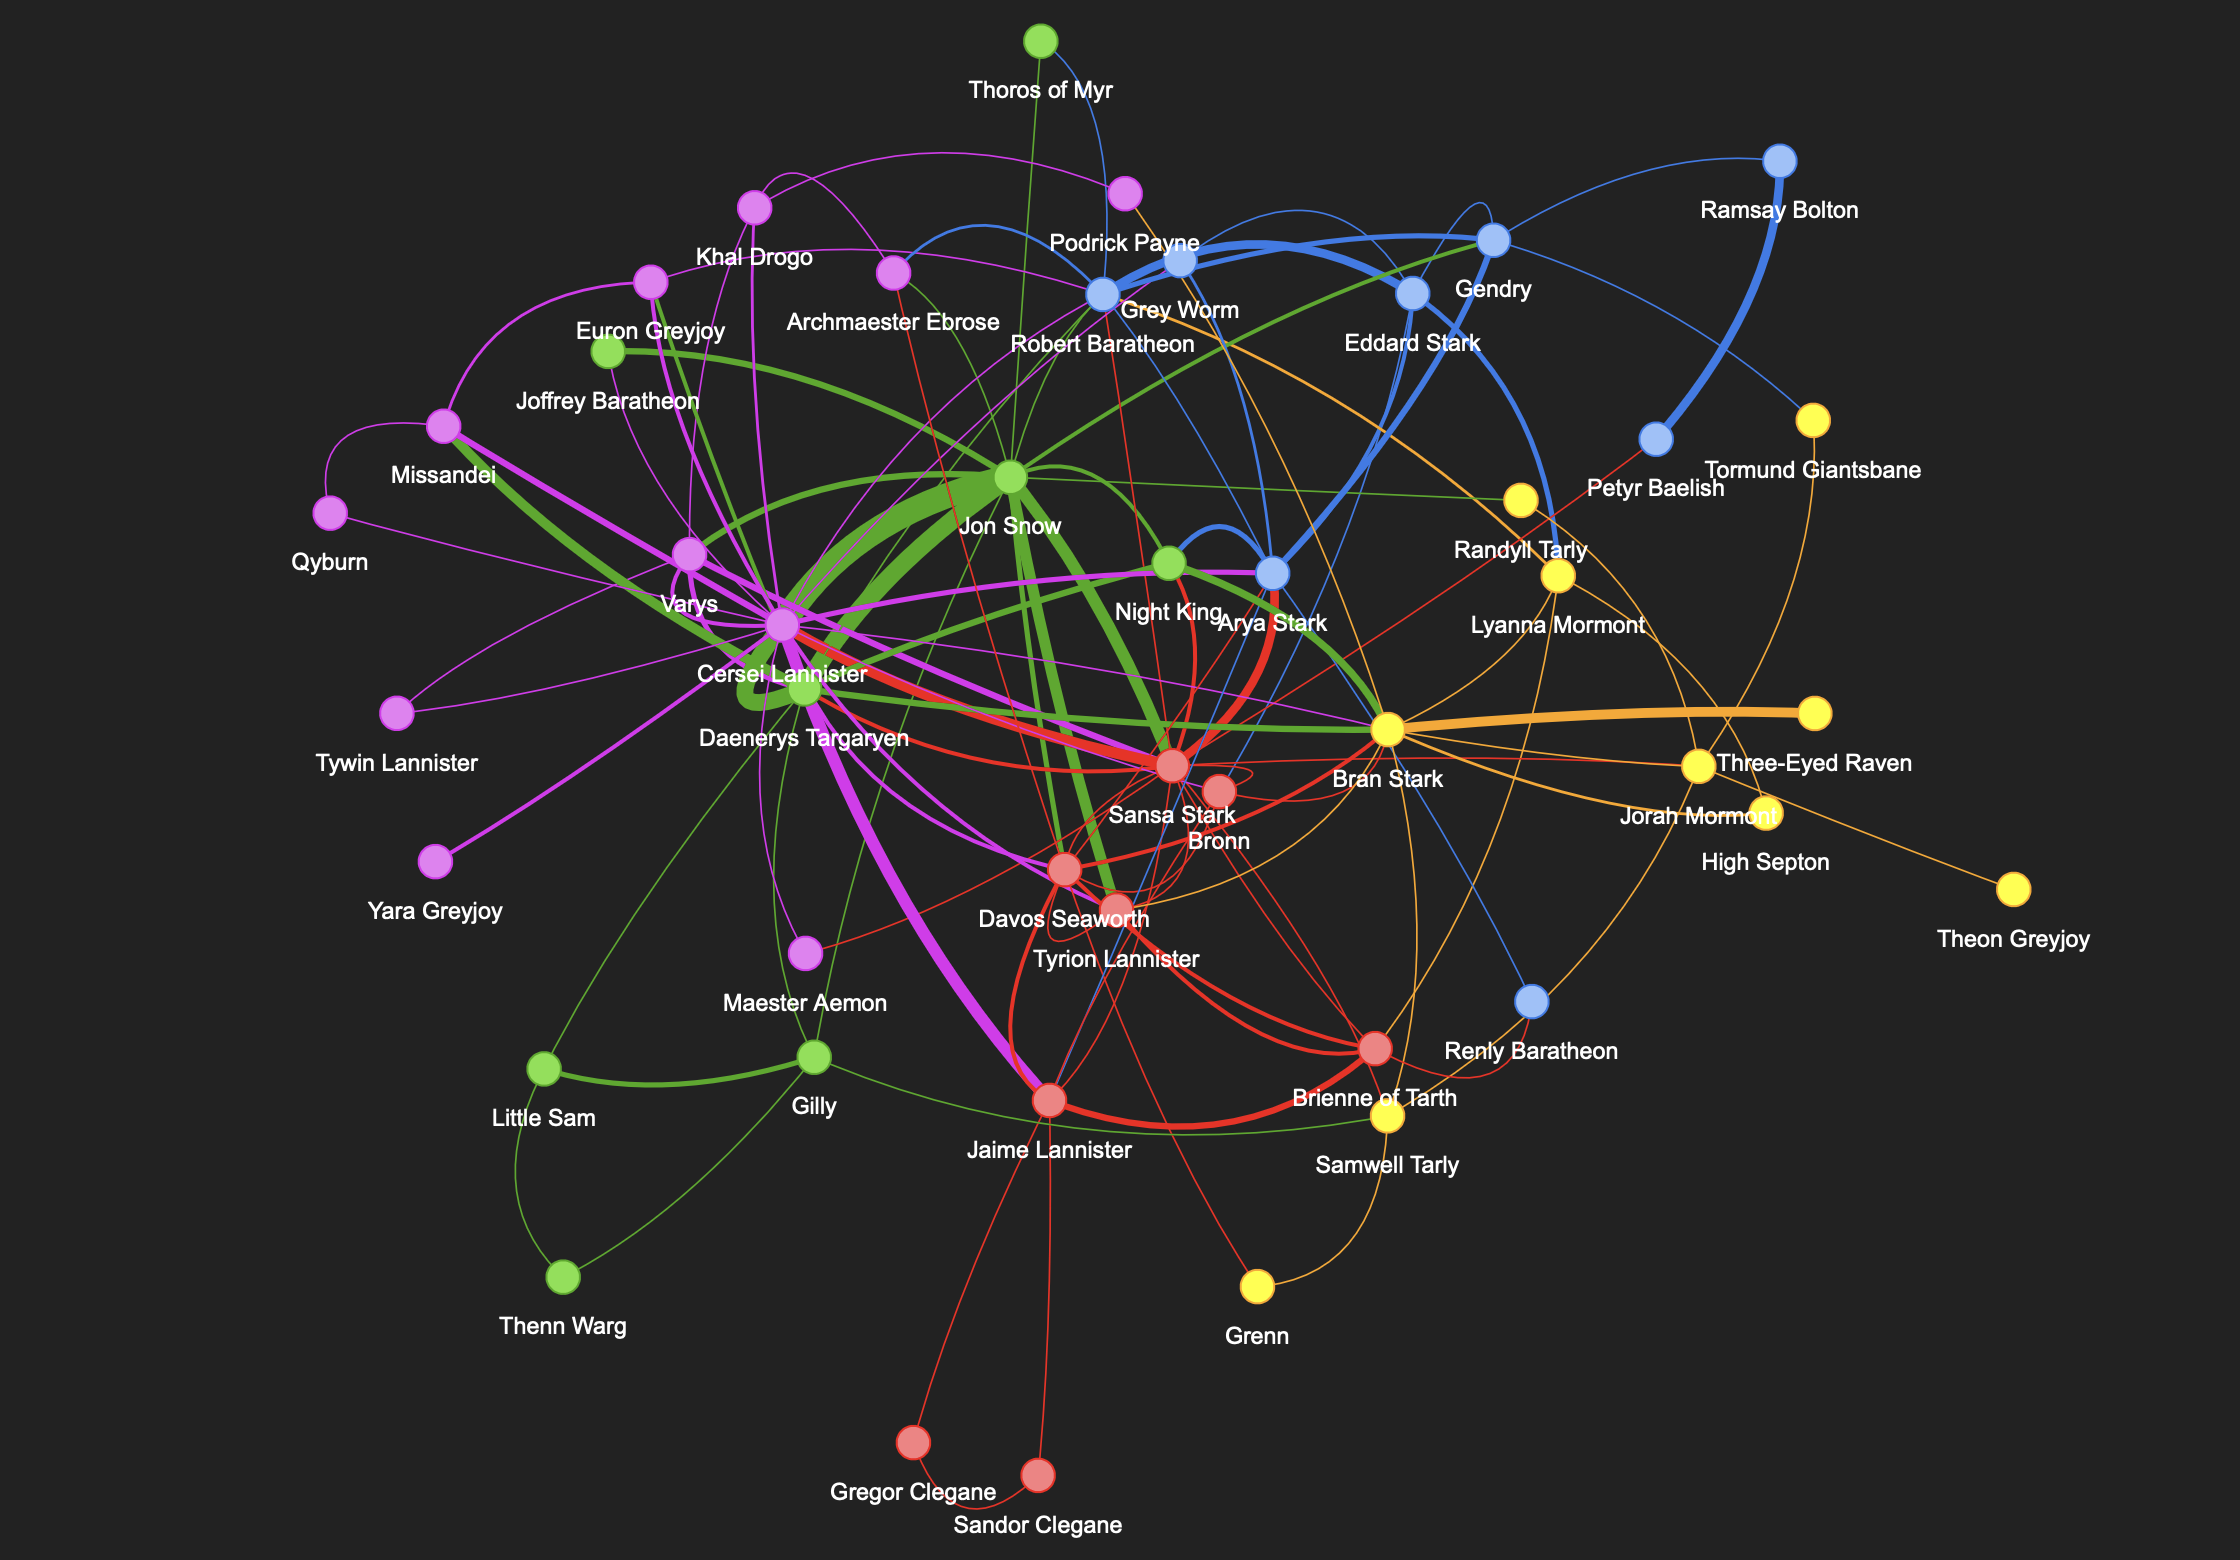 Thoros of Myr
Ramsay Bolton
Podrick Payne
Khal Drogo
Gendry
Grey Worm
Archmaester Ebrose
Euron Greyjoy
Robert Baratheon
Eddard Stark
Joffrey Baratheon
Tormund Giantsbane
Missandei
Petyr Baelish
Jon Snow
Randyll Tarly
Qyburn
Varys
Night King
Arya Stark
Lyanna Mormont
Cersei Lannister
Daenerys Targaryen
Tywin Lannister
Three-Eyed Raven
Bran Stark
Sansa Stark
Jorah Mormont
Bronn
High Septon
Yara Greyjoy
Davos Seaworth
Theon Greyjoy
Tyrion Lannister
Maester Aemon
Renly Baratheon
Brienne of Tarth
Gilly
Little Sam
Jaime Lannister
Samwell Tarly
Thenn Warg
Grenn
Gregor Clegane
Sandor Clegane